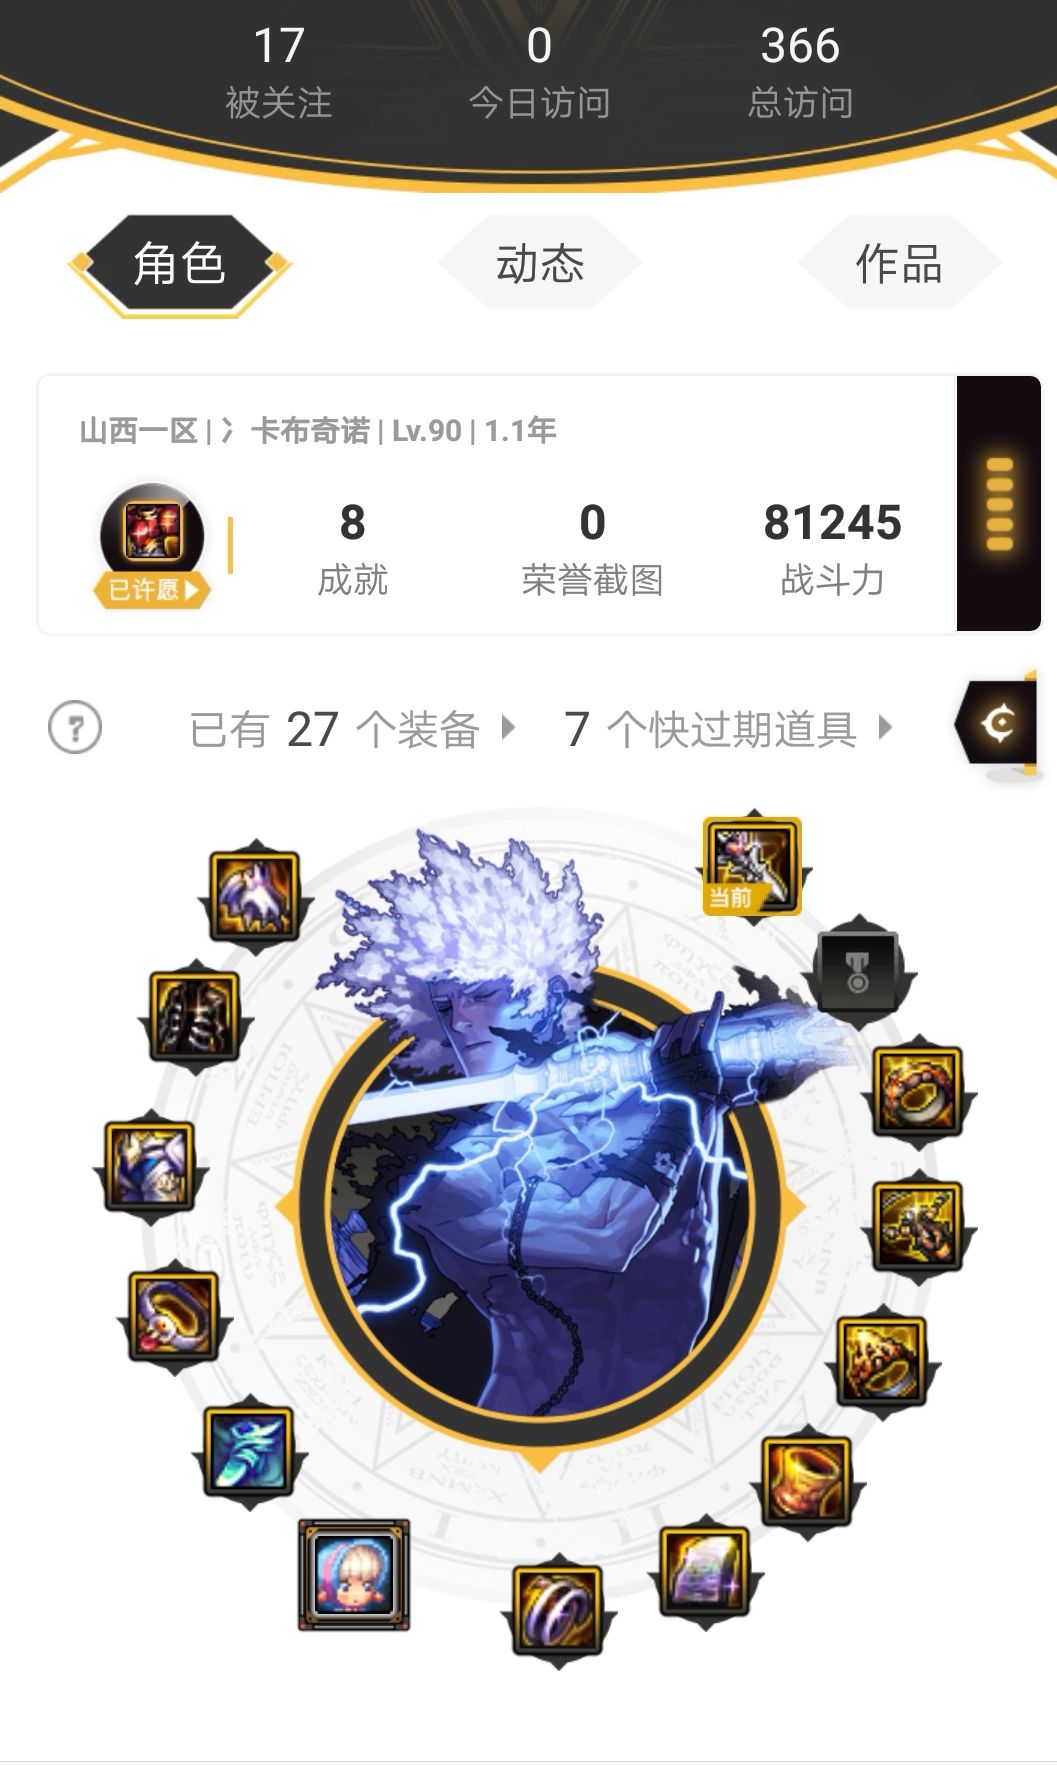 17 0 366
被关注 今日访问 总访问
角色 动态 作品
山西一区 | 冫卡布奇诺 | Lv.90 | 1.1年
8 0 81245
已许愿 成就 荣誉截图 战斗力
? 已有 27 个装备 7 个快过期道具
当前